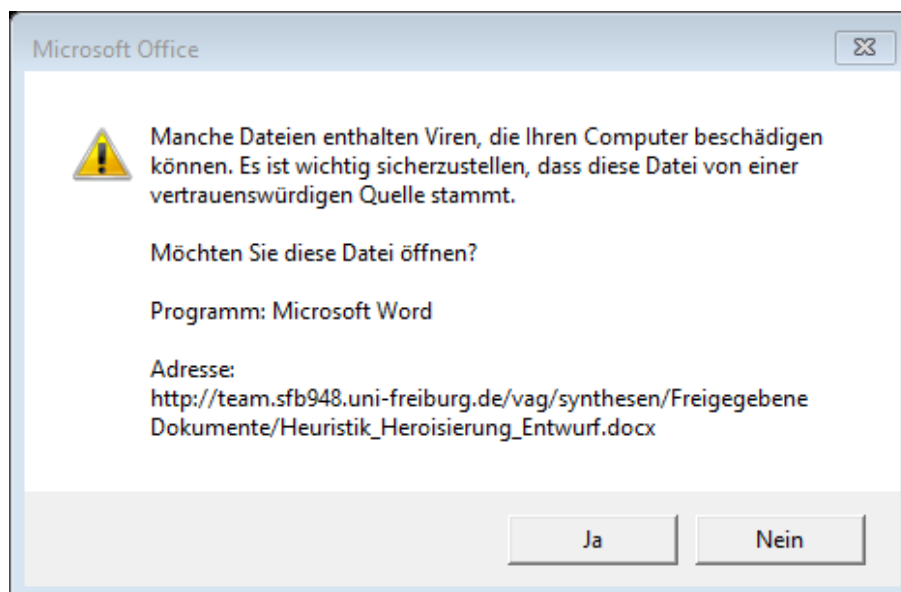 Microsoft Office
Manche Dateien enthalten Viren, die Ihren Computer beschädigen
können. Es ist wichtig sicherzustellen, dass diese Datei von einer
vertrauenswürdigen Quelle stammt.
Möchten Sie diese Datei öffnen?
Programm: Microsoft Word
Adresse:
http://team.sfb948.uni-freiburg.de/vag/synthesen/Freigegebene
Dokumente/Heuristik_Heroisierung_Entwurf.docx
Ja
Nein